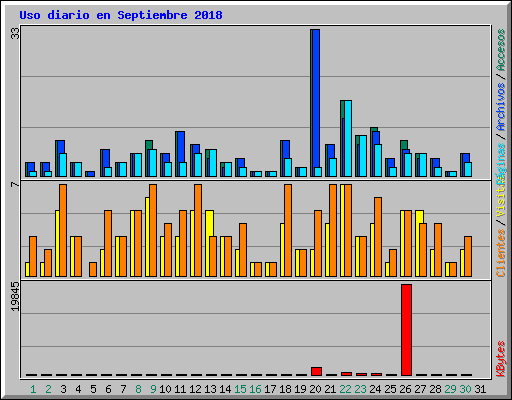 Uso diario en Septiembre 2018
33
7
19845
Accesos
/ Archivos /
Páginas
Visitas
Clientes /
KBytes
1 2 3 4 5 6 7 8 9 10 11 12 13 14 15 16 17 18 19 20 21 22 23 24 25 26 27 28 29 30 31